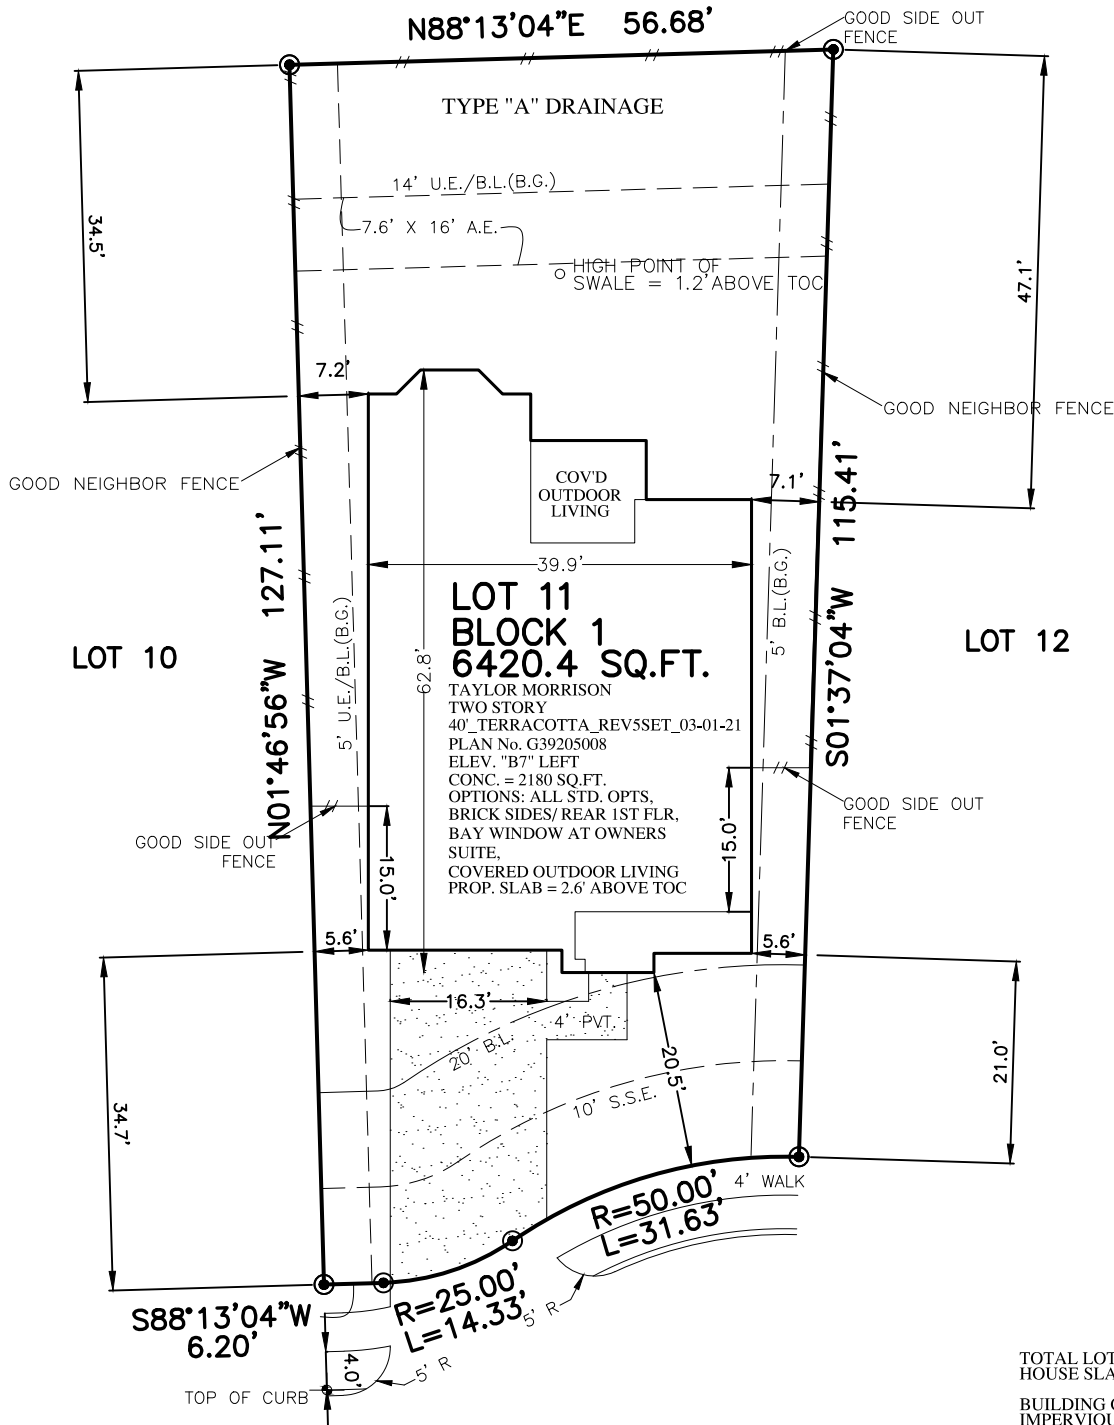 N88°13'04"E 56.68'
GOOD SIDE OUT
FENCE
TYPE "A" DRAINAGE
14' U.E./B.L.(B.G.)
7.6' X 16' A.E.
HIGH POINT OF
SWALE = 1.2' ABOVE TOC
34.5'
47.1'
7.2'
GOOD NEIGHBOR FENCE
GOOD NEIGHBOR FENCE
COV'D
OUTDOOR
LIVING
7.1'
39.9'
N01°46'56"W 127.11'
S01°37'04"W 115.41'
5' U.E./B.L.(B.G.)
5' B.L.(B.G.)
62.8'
LOT 10
LOT 12
LOT 11
BLOCK 1
6420.4 SQ.FT.
TAYLOR MORRISON
TWO STORY
40'_TERRACOTTA_REV5SET_03-01-21
PLAN No. G39205008
ELEV. "B7" LEFT
CONC. = 2180 SQ.FT.
OPTIONS: ALL STD. OPTS,
BRICK SIDES/ REAR 1ST FLR,
BAY WINDOW AT OWNERS
SUITE,
COVERED OUTDOOR LIVING
PROP. SLAB = 2.6' ABOVE TOC
GOOD SIDE OUT
FENCE
GOOD SIDE OUT
FENCE
15.0'
15.0'
5.6'
5.6'
16.3'
4' PVT.
20' B.L.
10' S.S.E.
20.5'
34.7'
21.0'
4' WALK
R=50.00'
L=31.63'
R=25.00'
L=14.33'
5' R
S88°13'04"W
6.20'
4.0'
5' R
TOP OF CURB
TOTAL LOT
HOUSE SLA
BUILDING
IMPERVIOU